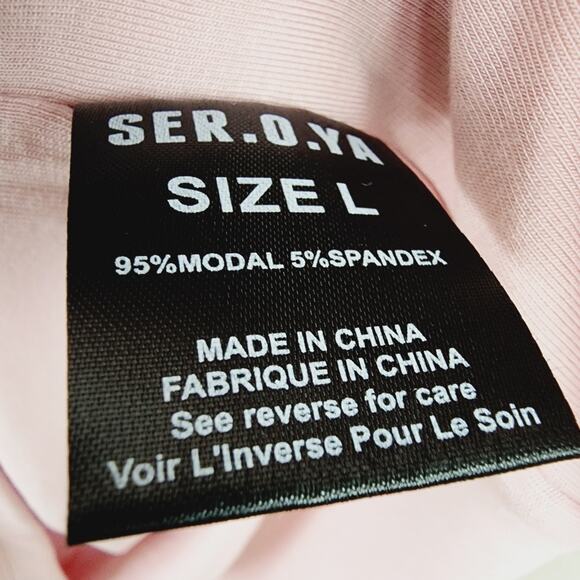 SER.O.YA
SIZE L
95%MODAL 5%SPANDEX
MADE IN CHINA
FABRIQUE IN CHINA
See reverse for care
Voir L'Inverse Pour Le Soin